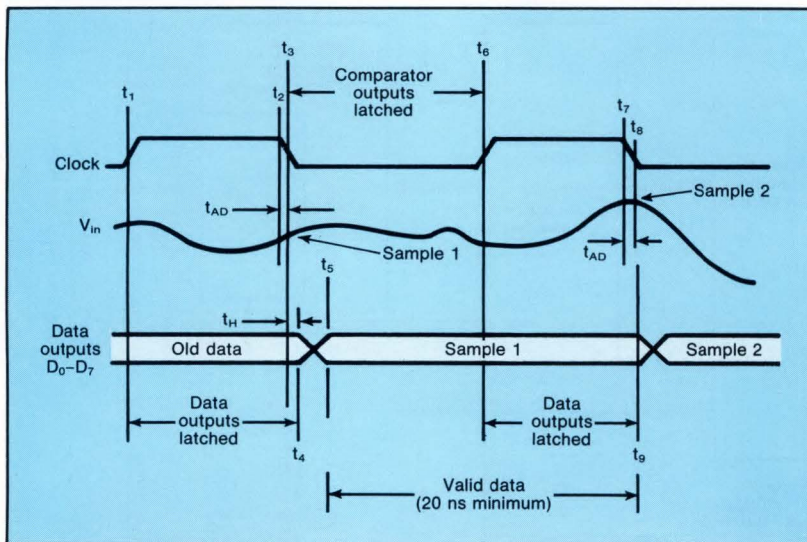 t₃
t₆
t₁
t₂
Comparator
outputs
latched
t₇
t₈
Clock
Sample 2
t_AD
V_in
Sample 1
t_AD
t₅
t_H
Data
outputs
D₀–D₇
Old data
Sample 1
Sample 2
Data
outputs
latched
Data
outputs
latched
t₄
t₉
Valid data
(20 ns minimum)